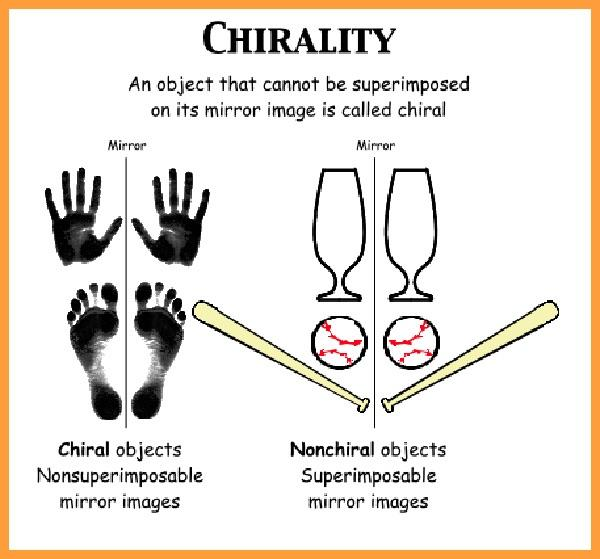 CHIRALITY
An object that cannot be superimposed
on its mirror image is called chiral
Mirror
Mirror
Chiral objects
Nonsuperimposable
mirror images
Nonchiral objects
Superimposable
mirror images